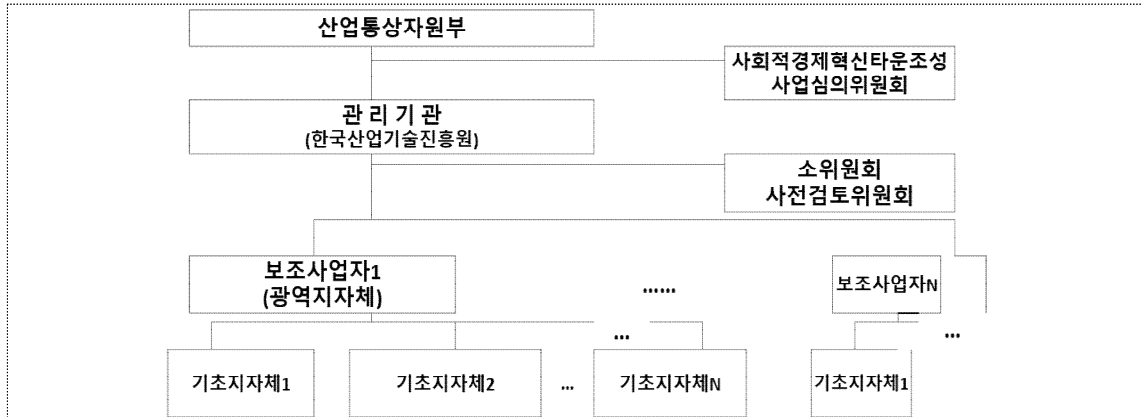 산업통상자원부
사회적경제혁신타운조성
사업심의위원회
관 리 기 관
(한국산업기술진흥원)
소위원회
사전검토위원회
보조사업자1
(광역지자체)
......
보조사업자N
...
...
기초지자체1
기초지자체2
...
기초지자체N
기초지자체1